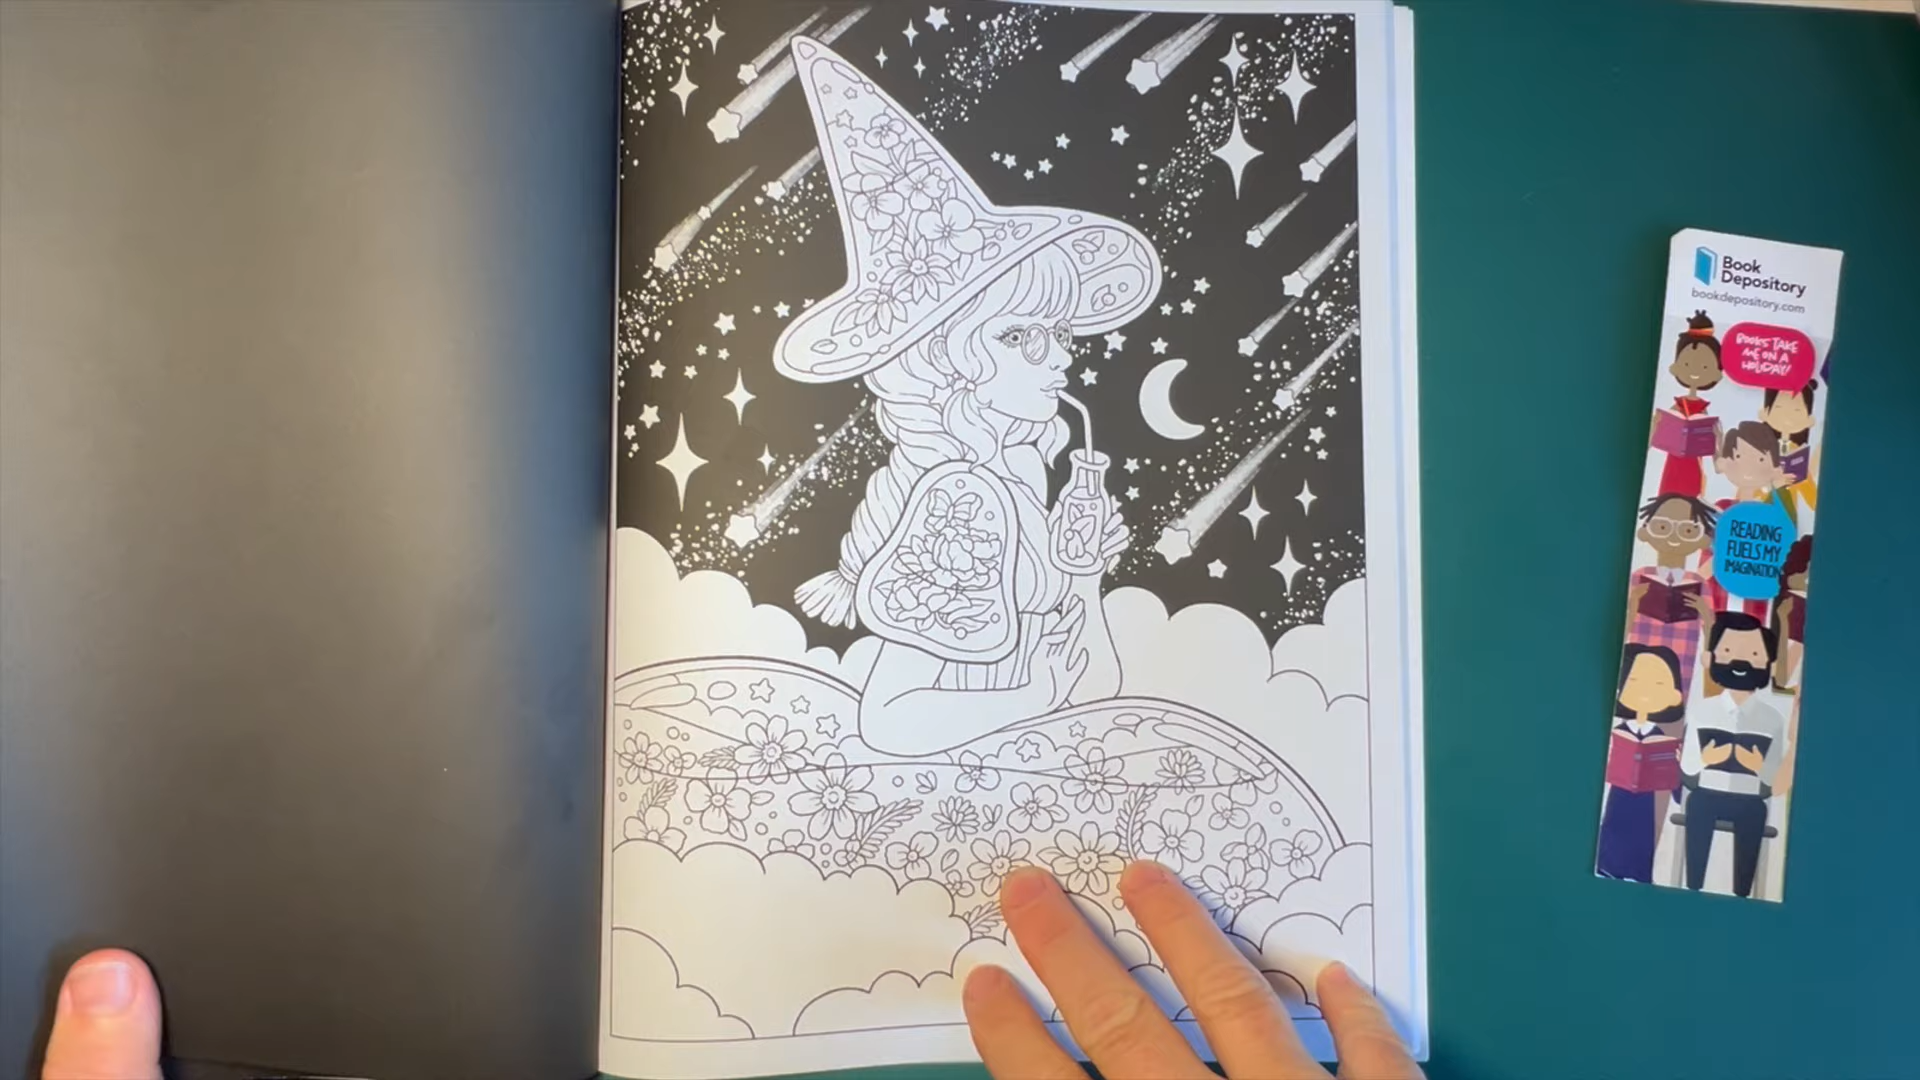 Book
Depository
bookdepository.com
BOOKS TAKE
ME ON A
HOLIDAY!
READING
FUELS MY
IMAGINATION